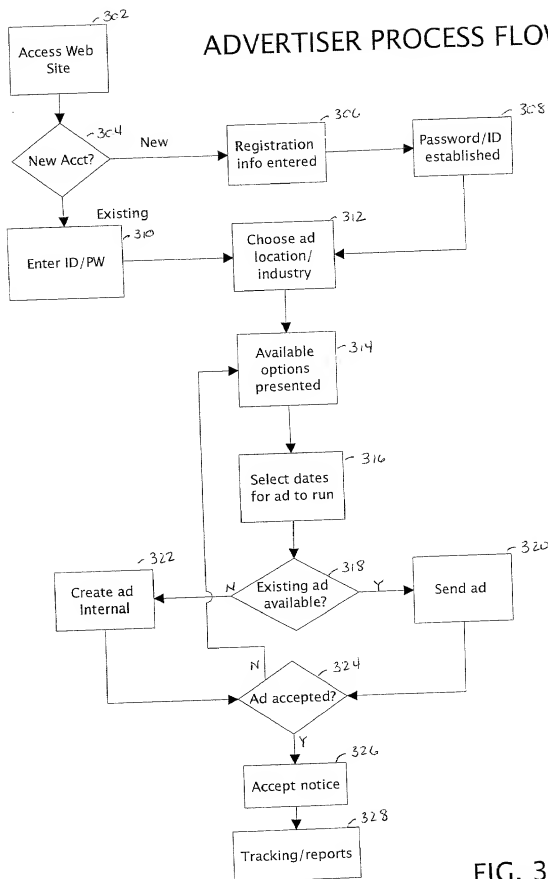 302
ADVERTISER PROCESS FLOW
Access Web
Site
304
New Acct?
New
306
Registration
info entered
308
Password/ID
established
Existing
310
Enter ID/PW
312
Choose ad
location/
industry
314
Available
options
presented
316
Select dates
for ad to run
318
Existing ad
available?
N
Y
322
Create ad
Internal
320
Send ad
324
N
Ad accepted?
Y
326
Accept notice
328
Tracking/reports
FIG. 3